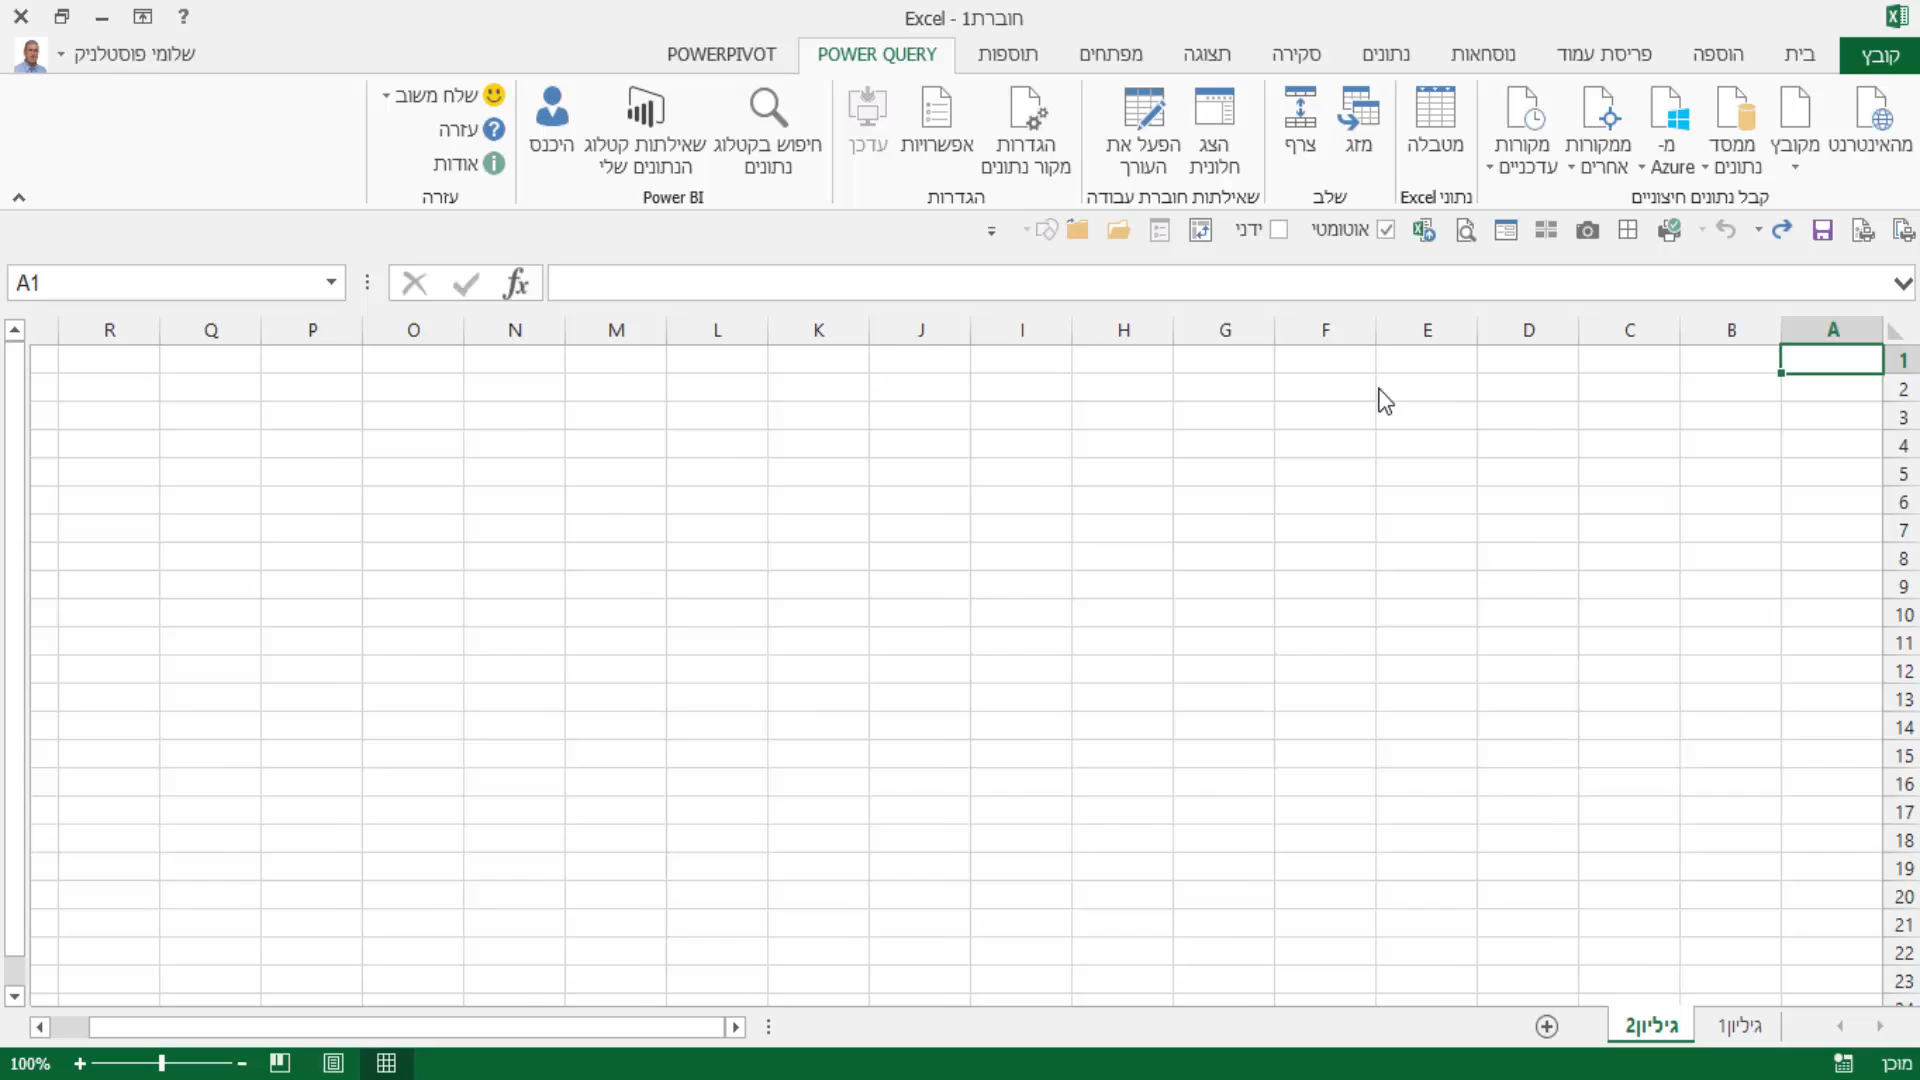 חוברת1 - Excel
?
קובץ
בית
הוספה
פריסת עמוד
נוסחאות
נתונים
סקירה
תצוגה
מפתחים
תוספות
POWER QUERY
POWERPIVOT
שלומי פוסטלניק
מהאינטרנט
מקובץ
ממסד נתונים
מ- Azure
ממקורות אחרים
מקורות עדכניים
קבל נתונים חיצוניים
מטבלה
נתוני Excel
מזג
צרף
שלב
הצג חלונית
הפעל את העורך
שאילתות חוברת עבודה
הגדרות מקור נתונים
אפשרויות
עדכן
הגדרות
חיפוש בקטלוג נתונים
שאילתות קטלוג הנתונים שלי
היכנס
Power BI
שלח משוב
עזרה
אודות
עזרה
אוטומטי
ידני
A1
fx
A B C D E F G H I J K L M N O P Q R
1
2
3
4
5
6
7
8
9
10
11
12
13
14
15
16
17
18
19
20
21
22
23
גיליון1
גיליון2
מוכן
100%